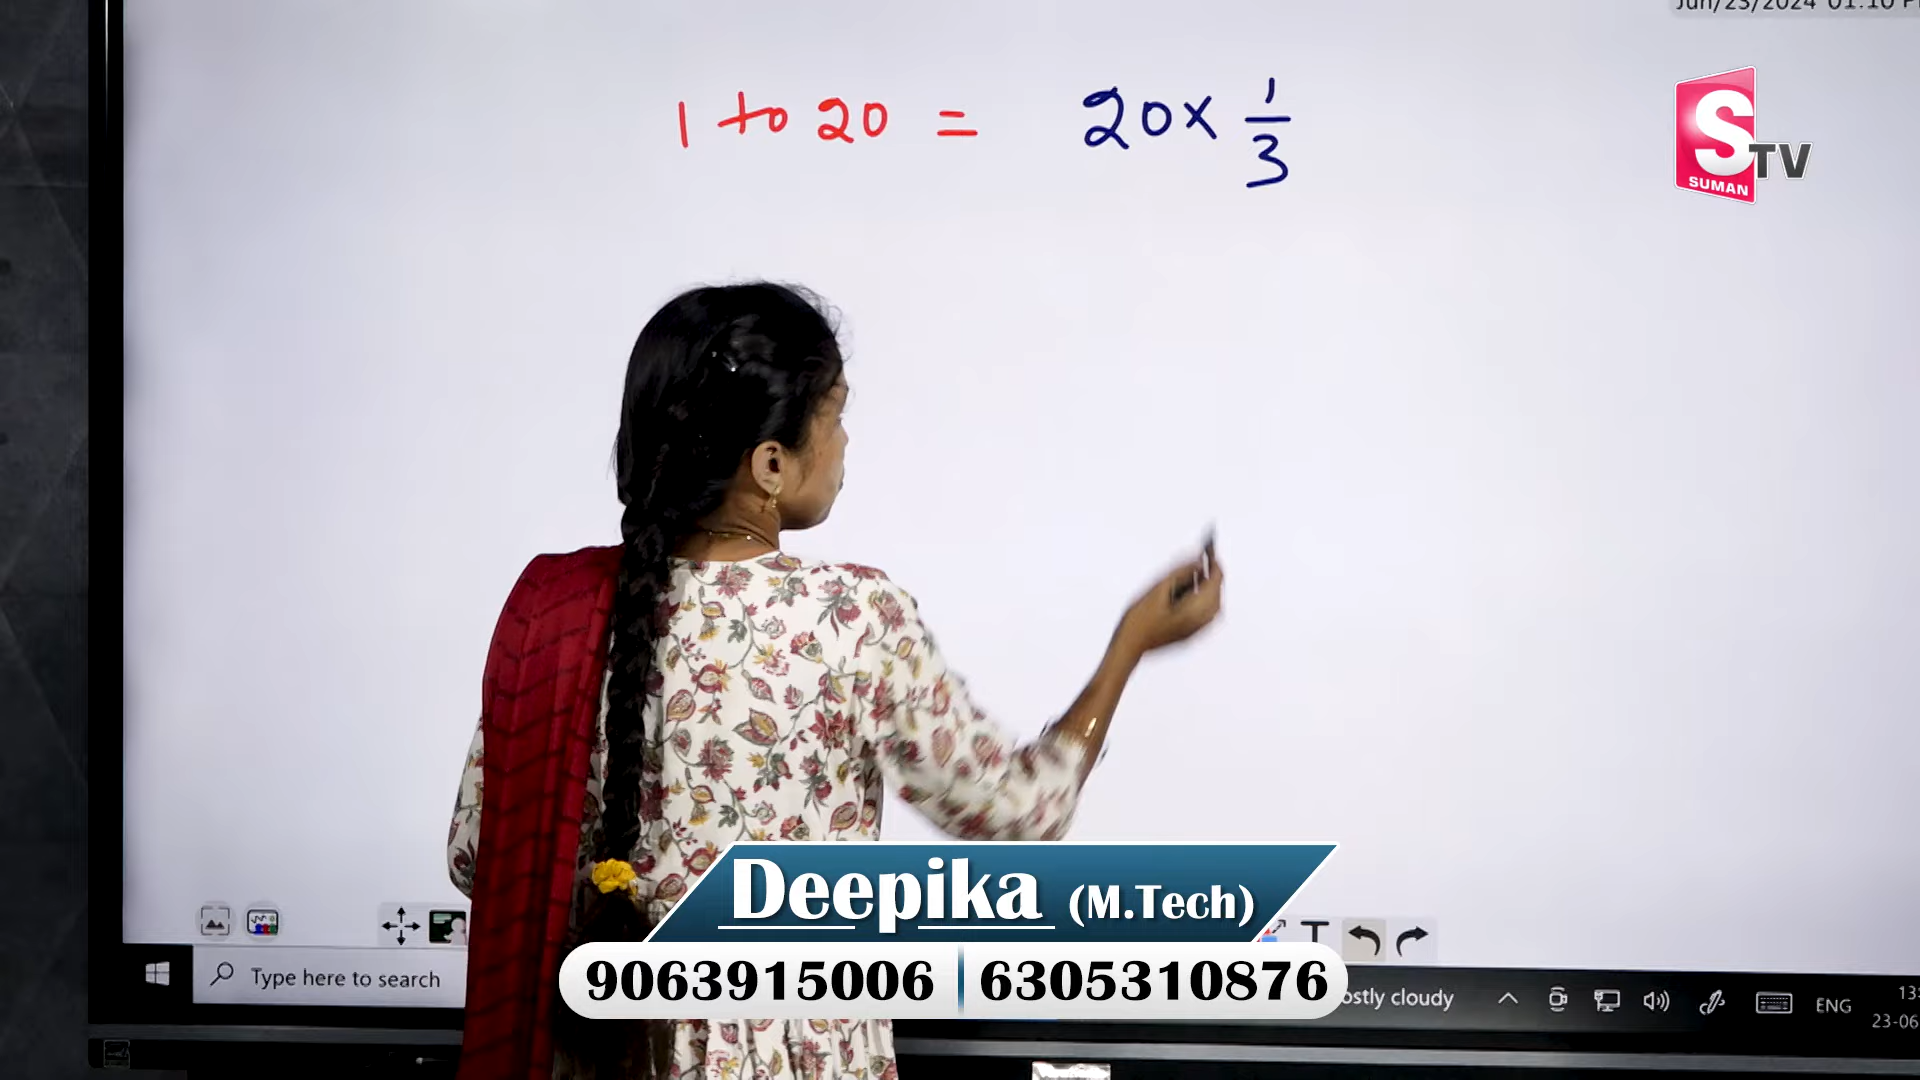 Jun/23/2024 01:10 P
1 to 20 = 20 × 1/3
S TV
SUMAN
Deepika (M.Tech)
T
9063915006 | 6305310876
Type here to search
ostly cloudy
ENG
13:
23-06